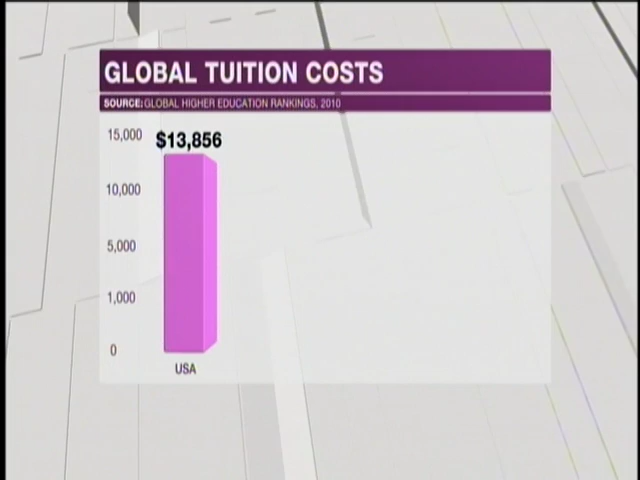 GLOBAL TUITION COSTS
SOURCE: GLOBAL HIGHER EDUCATION RANKINGS, 2010
15,000
$13,856
10,000
5,000
1,000
0
USA